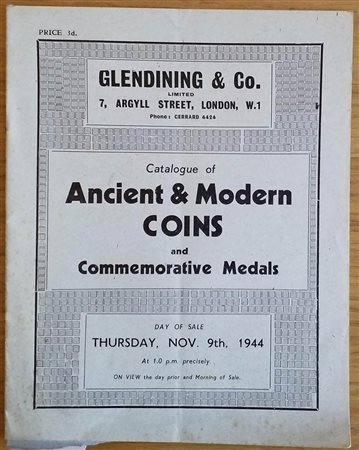 PRICE 3d.
GLENDINING & Co.
LIMITED
7, ARGYLL STREET, LONDON, W.1
Phone: GERRARD 6424
Catalogue of
Ancient & Modern
COINS
and
Commemorative Medals
DAY OF SALE
THURSDAY, NOV. 9th, 1944
At 1.0 p.m. precisely.
ON VIEW the day prior and Morning of Sale.